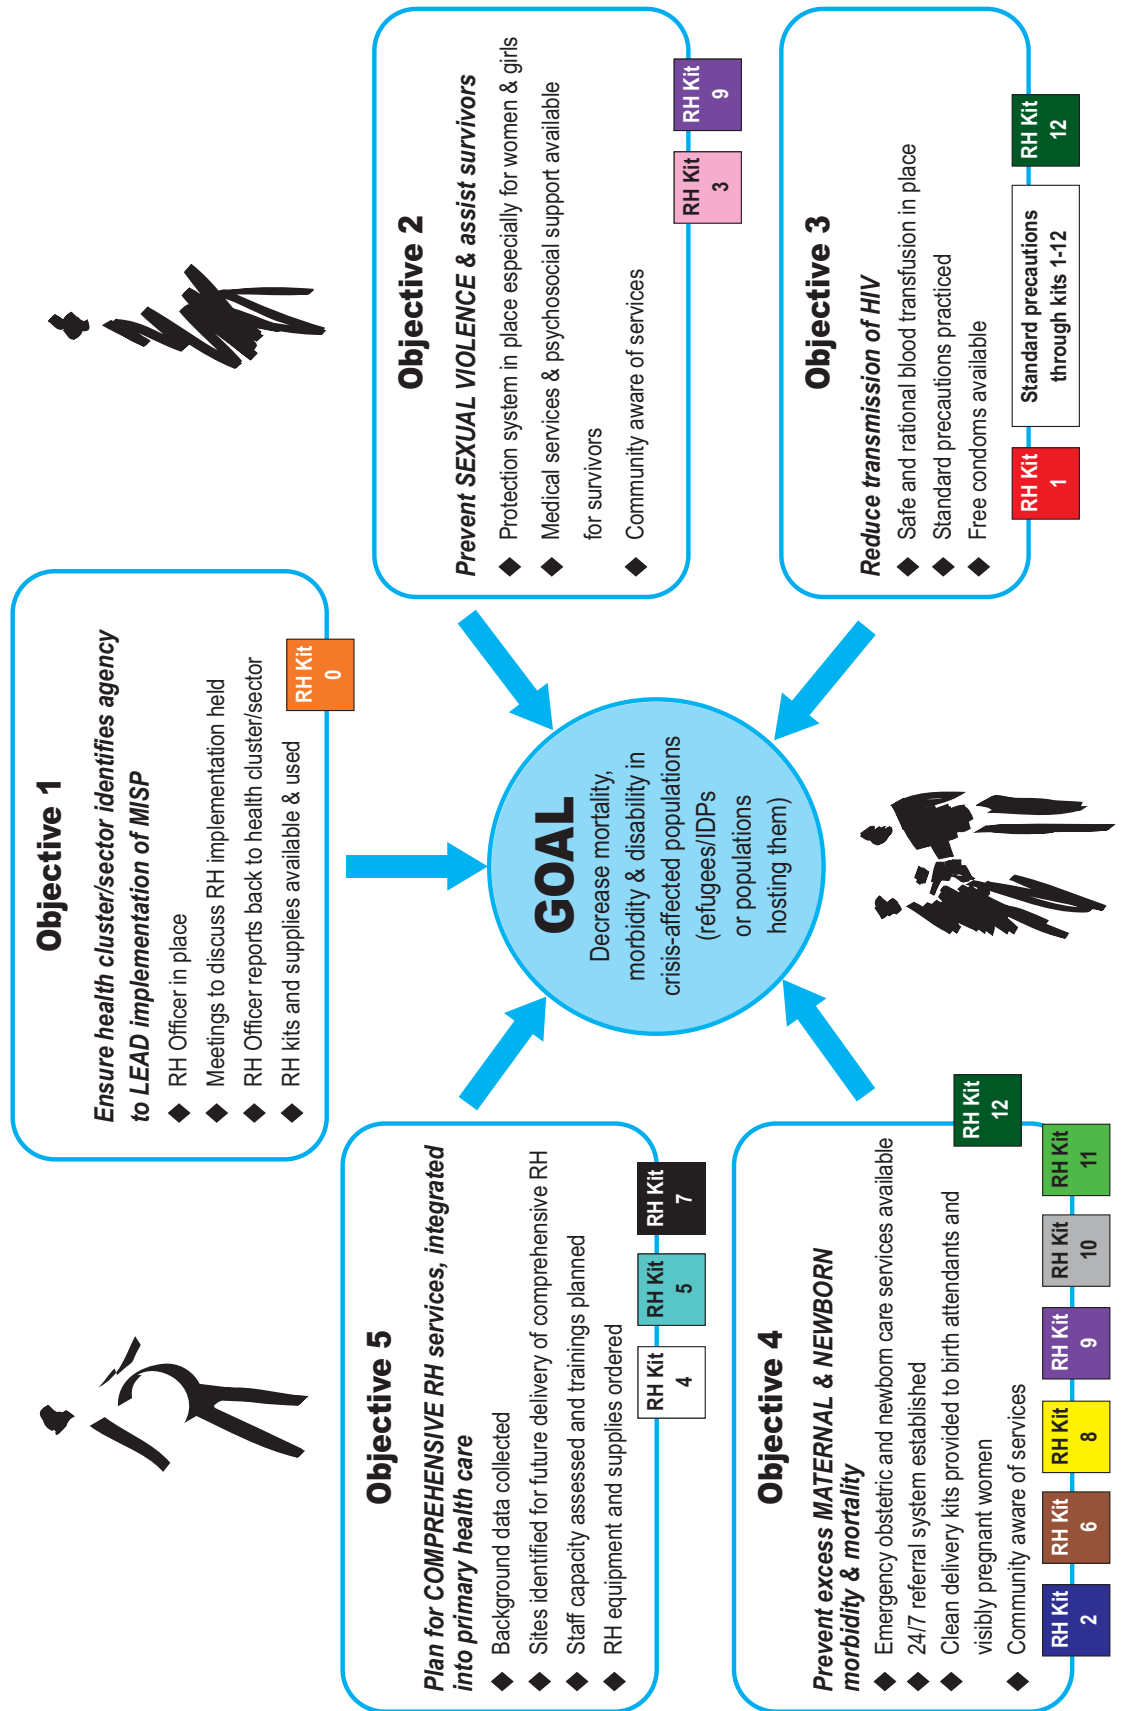 Objective 1
Ensure health cluster/sector identifies agency
to LEAD implementation of MISP
◆ RH Officer in place
◆ Meetings to discuss RH implementation held
◆ RH Officer reports back to health cluster/sector
◆ RH kits and supplies available & used
RH Kit
0
Objective 2
Prevent SEXUAL VIOLENCE & assist survivors
◆ Protection system in place especially for women & girls
◆ Medical services & psychosocial support available
for survivors
◆ Community aware of services
RH Kit
3
RH Kit
9
Objective 3
Reduce transmission of HIV
◆ Safe and rational blood transfusion in place
◆ Standard precautions practiced
◆ Free condoms available
RH Kit
1
Standard precautions
through kits 1-12
RH Kit
12
Objective 4
Prevent excess MATERNAL & NEWBORN
morbidity & mortality
◆ Emergency obstetric and newborn care services available
◆ 24/7 referral system established
◆ Clean delivery kits provided to birth attendants and
visibly pregnant women
◆ Community aware of services
RH Kit
2
RH Kit
6
RH Kit
8
RH Kit
9
RH Kit
10
RH Kit
11
RH Kit
12
Objective 5
Plan for COMPREHENSIVE RH services, integrated
into primary health care
◆ Background data collected
◆ Sites identified for future delivery of comprehensive RH
◆ Staff capacity assessed and trainings planned
◆ RH equipment and supplies ordered
RH Kit
4
RH Kit
5
RH Kit
7
GOAL
Decrease mortality,
morbidity & disability in
crisis-affected populations
(refugees/IDPs
or populations
hosting them)